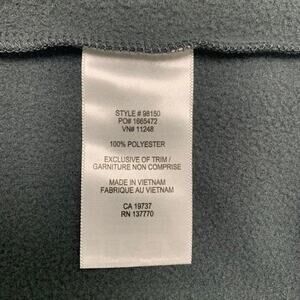 STYLE # 98150
PO# 1665472
VN# 11248
100% POLYESTER
EXCLUSIVE OF TRIM /
GARNITURE NON COMPRISE
MADE IN VIETNAM
FABRIQUE AU VIETNAM
CA 19737
RN 137770